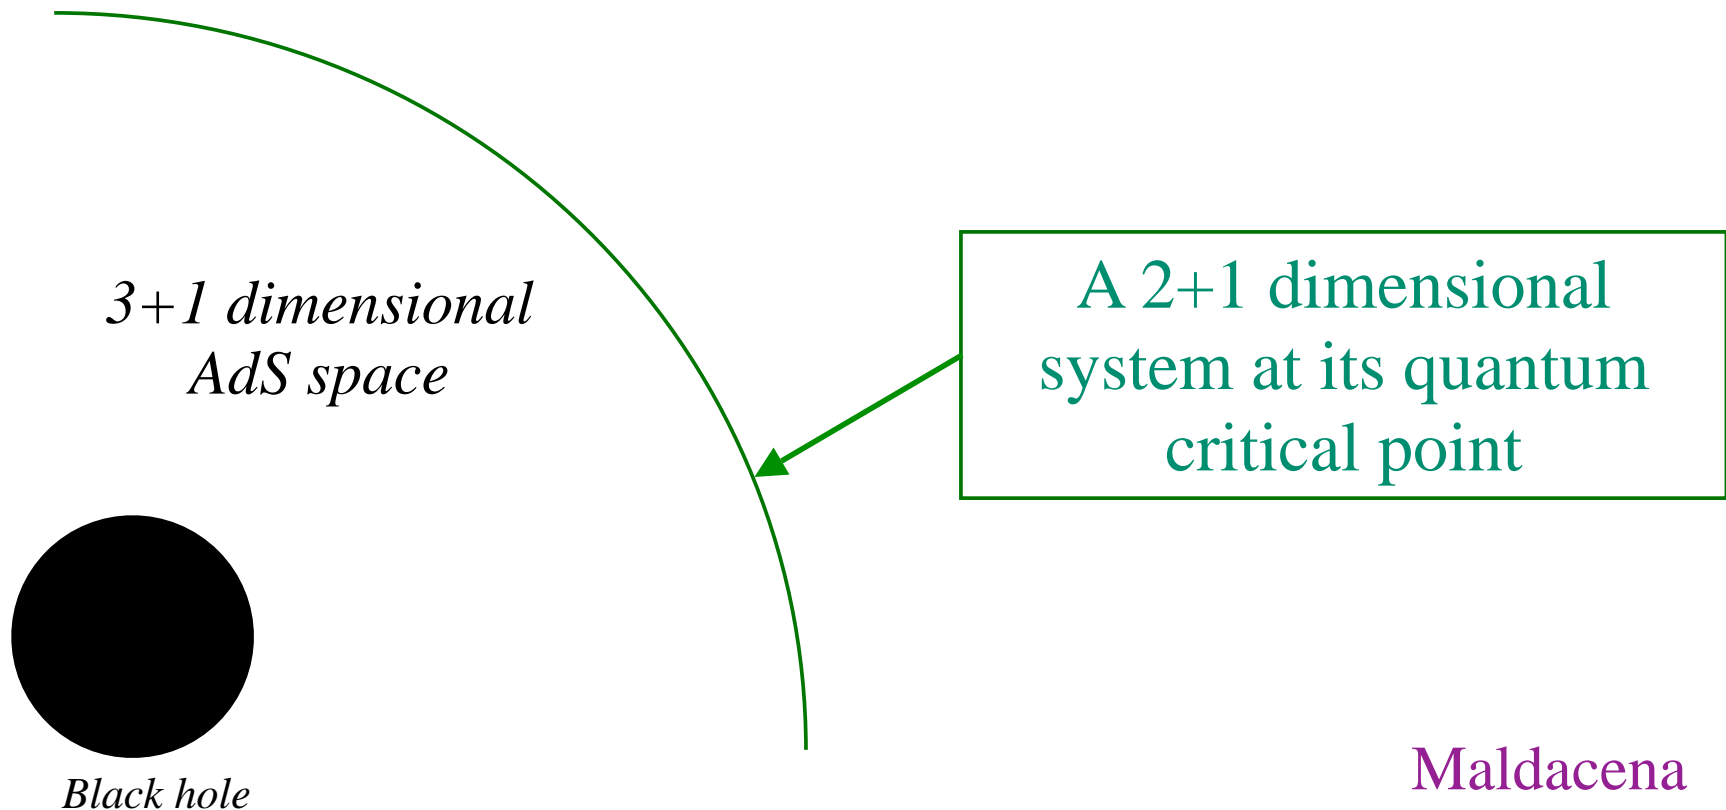 3+1 dimensional
AdS space
A 2+1 dimensional
system at its quantum
critical point
Black hole
Maldacena